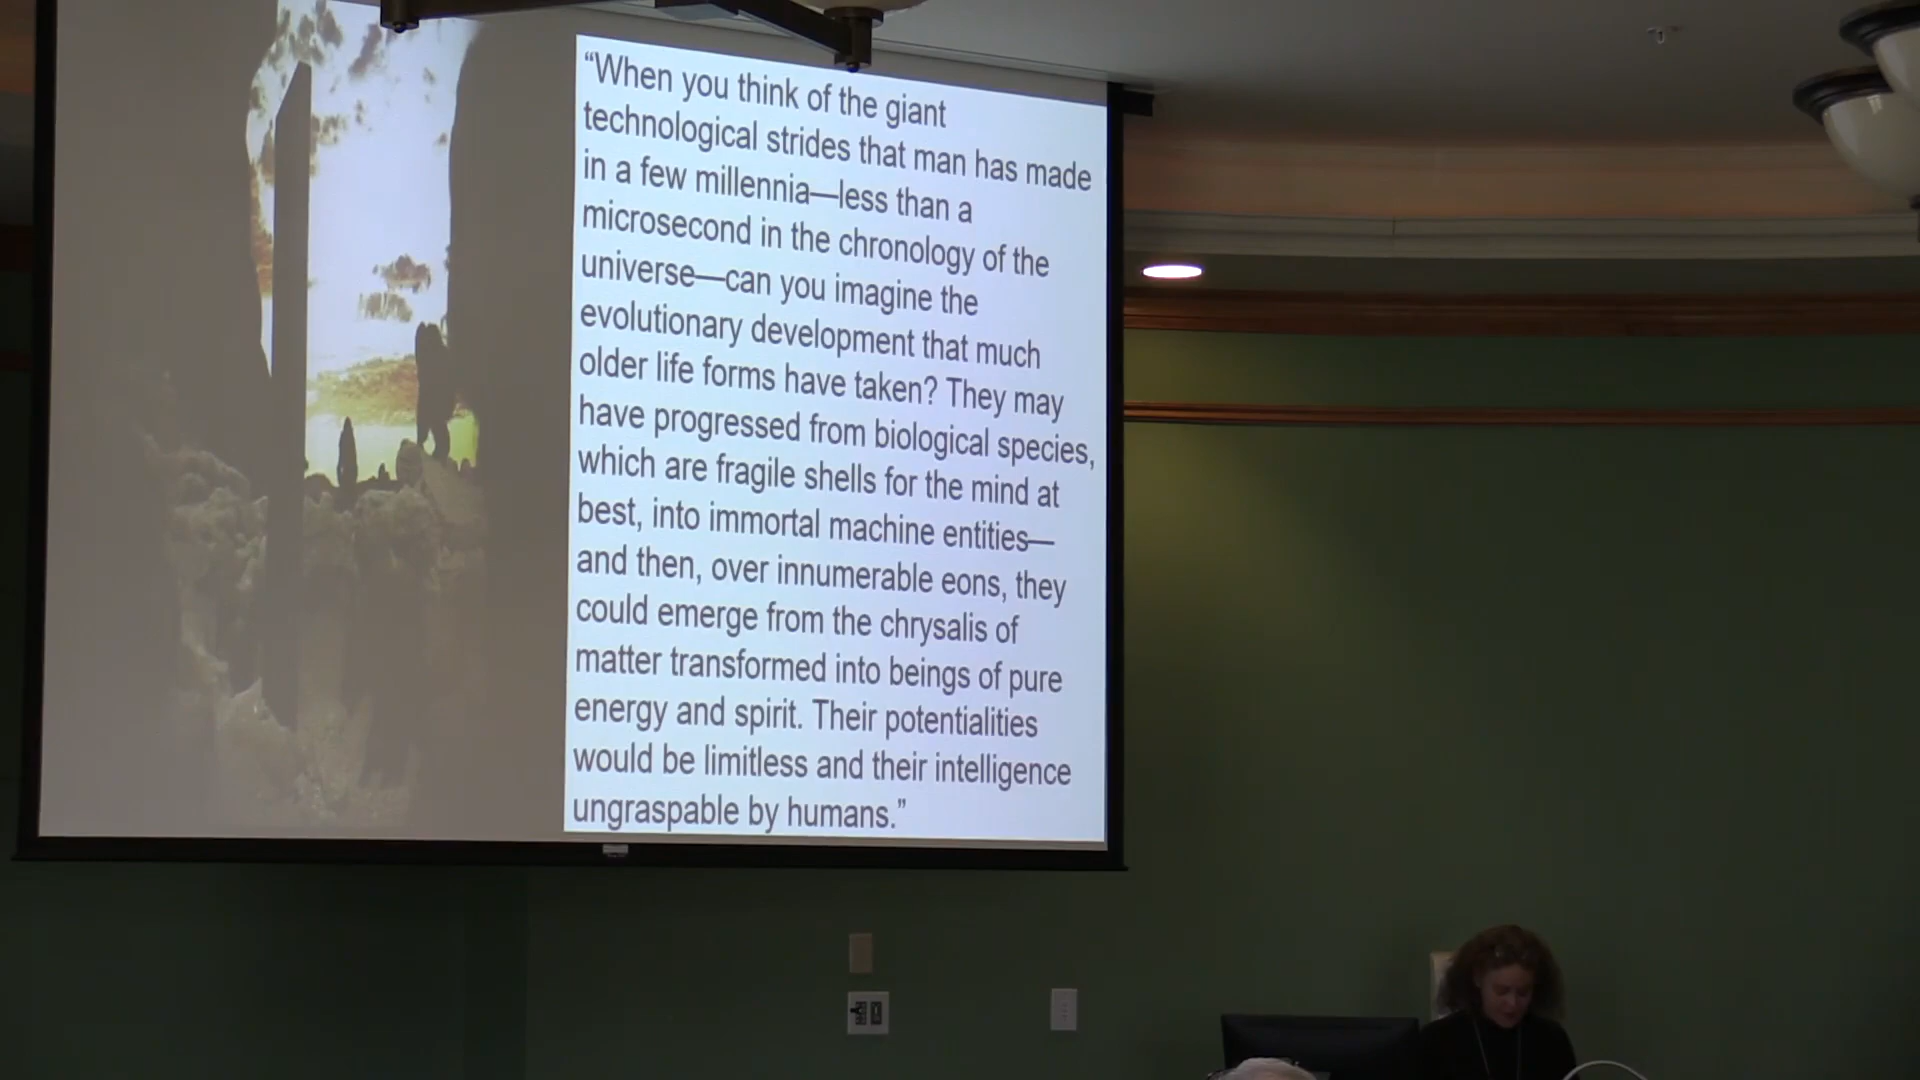 “When you think of the giant
technological strides that man has made
in a few millennia—less than a
microsecond in the chronology of the
universe—can you imagine the
evolutionary development that much
older life forms have taken? They may
have progressed from biological species,
which are fragile shells for the mind at
best, into immortal machine entities—
and then, over innumerable eons, they
could emerge from the chrysalis of
matter transformed into beings of pure
energy and spirit. Their potentialities
would be limitless and their intelligence
ungraspable by humans.”